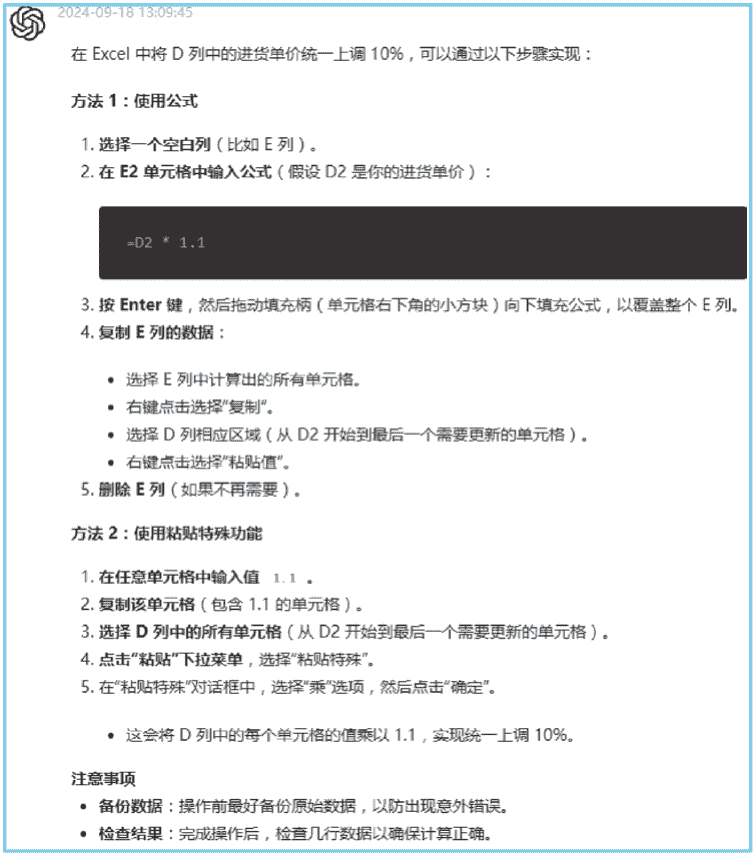 2024-09-18 13:09:45
在 Excel 中将 D 列中的进货单价统一上调 10%，可以通过以下步骤实现：
方法 1：使用公式
1. 选择一个空白列（比如 E 列）。
2. 在 E2 单元格中输入公式（假设 D2 是你的进货单价）：
=D2 * 1.1
3. 按 Enter 键，然后拖动填充柄（单元格右下角的小方块）向下填充公式，以覆盖整个 E 列。
4. 复制 E 列的数据：
• 选择 E 列中计算出的所有单元格。
• 右键点击选择"复制"。
• 选择 D 列相应区域（从 D2 开始到最后一个需要更新的单元格）。
• 右键点击选择"粘贴值"。
5. 删除 E 列（如果不再需要）。
方法 2：使用粘贴特殊功能
1. 在任意单元格中输入值 1.1 。
2. 复制该单元格（包含 1.1 的单元格）。
3. 选择 D 列中的所有单元格（从 D2 开始到最后一个需要更新的单元格）。
4. 点击"粘贴"下拉菜单，选择"粘贴特殊"。
5. 在"粘贴特殊"对话框中，选择"乘"选项，然后点击"确定"。
• 这会将 D 列中的每个单元格的值乘以 1.1，实现统一上调 10%。
注意事项
• 备份数据：操作前最好备份原始数据，以防出现意外错误。
• 检查结果：完成操作后，检查几行数据以确保计算正确。